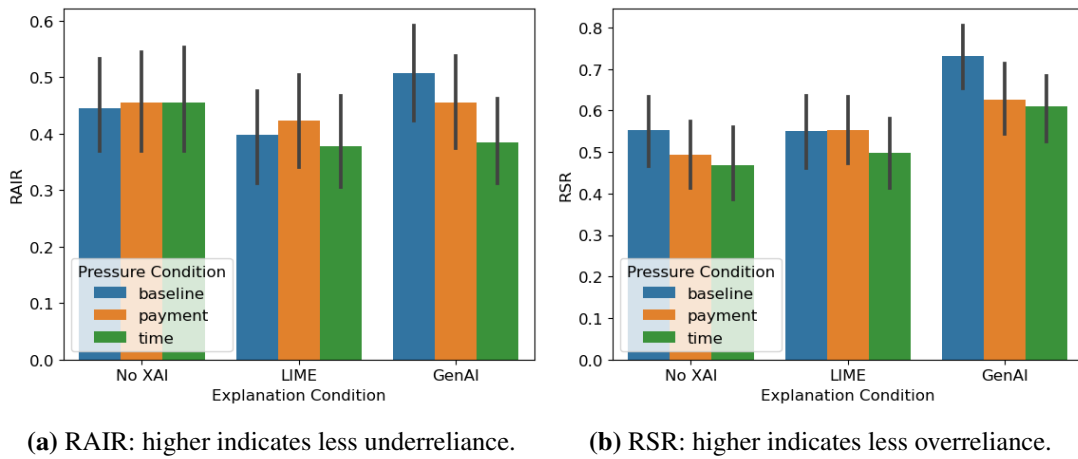 0.6
0.5
0.4
0.3
0.2
0.1
0.0
RAIR
Pressure Condition
baseline
payment
time
No XAI LIME GenAI
Explanation Condition
0.8
0.7
0.6
0.5
0.4
0.3
0.2
0.1
0.0
RSR
Pressure Condition
baseline
payment
time
No XAI LIME GenAI
Explanation Condition
(a) RAIR: higher indicates less underreliance.
(b) RSR: higher indicates less overreliance.